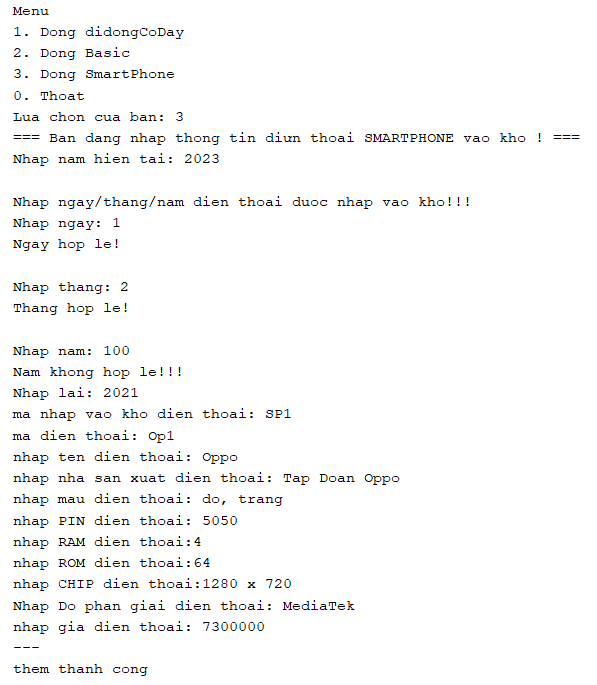 Menu
1. Dong didongCoDay
2. Dong Basic
3. Dong SmartPhone
0. Thoat
Lua chon cua ban: 3
=== Ban dang nhap thong tin diun thoai SMARTPHONE vao kho ! ===
Nhap nam hien tai: 2023
Nhap ngay/thang/nam dien thoai duoc nhap vao kho!!!
Nhap ngay: 1
Ngay hop le!
Nhap thang: 2
Thang hop le!
Nhap nam: 100
Nam khong hop le!!!
Nhap lai: 2021
ma nhap vao kho dien thoai: SP1
ma dien thoai: Op1
nhap ten dien thoai: Oppo
nhap nha san xuat dien thoai: Tap Doan Oppo
nhap mau dien thoai: do, trang
nhap PIN dien thoai: 5050
nhap RAM dien thoai:4
nhap ROM dien thoai:64
nhap CHIP dien thoai:1280 x 720
Nhap Do phan giai dien thoai: MediaTek
nhap gia dien thoai: 7300000
---
them thanh cong